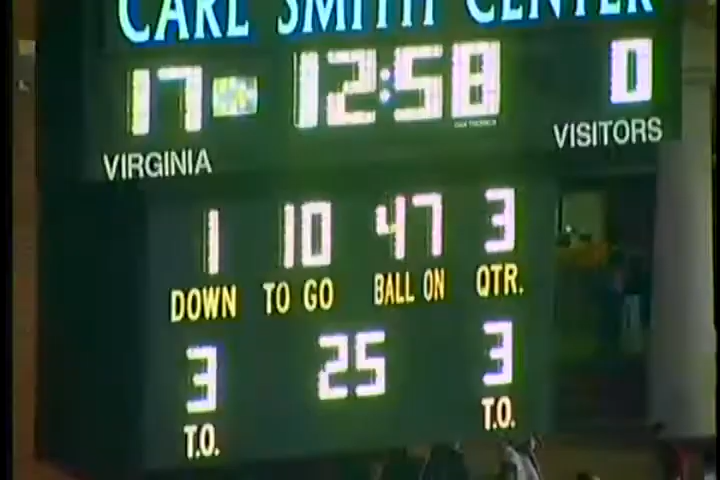 CARL SMITH CENTER
17 12:58 0
VIRGINIA VISITORS
1 10 47 3
DOWN TO GO BALL ON QTR.
3 25 3
T.O. T.O.